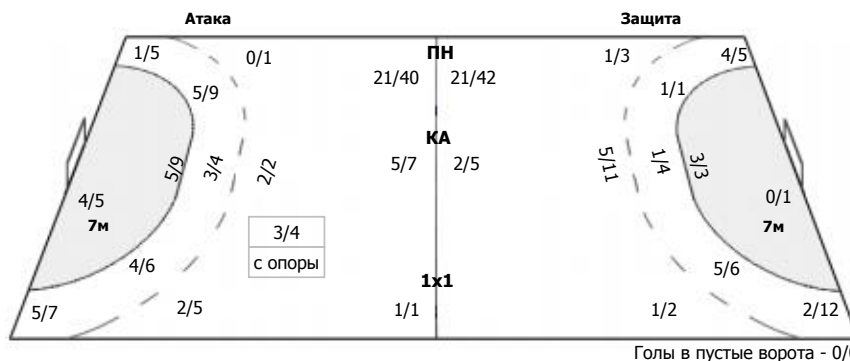 Атака Защита
1/5 0/1 ПН 1/3 4/5
21/40 21/42
5/9 1/1
КА
5/9 3/4 2/2 5/7 2/5 5/11 1/4 3/3
4/5 0/1
7м 7м
3/4
с опоры
4/6 5/6
1x1
5/7 2/5 1/1 1/2 2/12
Голы в пустые ворота - 0/